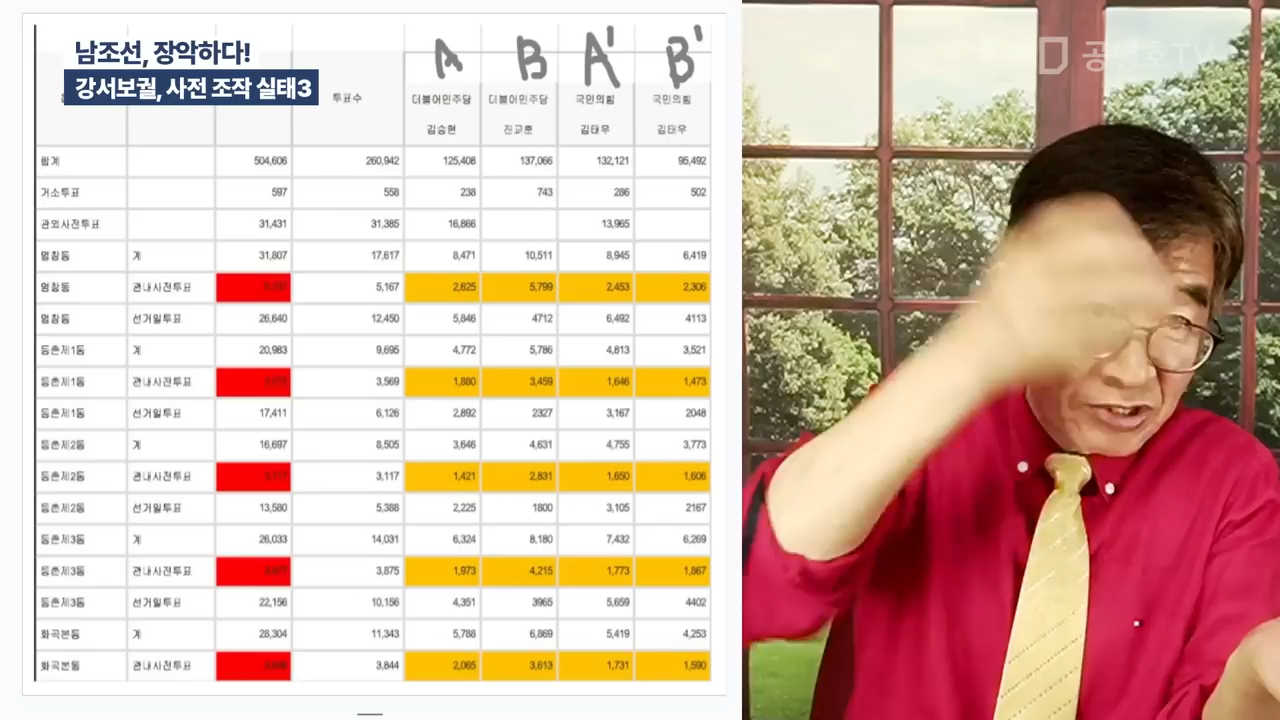 남조선, 장악하다!
강서보궐, 사전 조작 실태3
공병호TV
A B A' B'
투표수 더불어민주당 더불어민주당 국민의힘 국민의힘
김승현 진교훈 김태우 김태우
합계 504,606 260,942 125,408 137,066 132,121 95,492
거소투표 597 558 238 743 286 502
관외사전투표 31,431 31,385 16,866 13,965
염창동 계 31,807 17,617 8,471 10,511 8,945 6,419
염창동 관내사전투표 5,167 2,625 5,799 2,453 2,306
염창동 선거일투표 26,640 12,450 5,846 4712 6,492 4113
등촌제1동 계 20,983 9,695 4,772 5,786 4,813 3,521
등촌제1동 관내사전투표 3,569 1,880 3,459 1,646 1,473
등촌제1동 선거일투표 17,411 6,126 2,892 2327 3,167 2048
등촌제2동 계 16,697 8,505 3,646 4,631 4,755 3,773
등촌제2동 관내사전투표 3,117 1,421 2,831 1,650 1,606
등촌제2동 선거일투표 13,580 5,388 2,225 1800 3,105 2167
등촌제3동 계 26,033 14,031 6,324 8,180 7,432 6,269
등촌제3동 관내사전투표 3,875 1,973 4,215 1,773 1,867
등촌제3동 선거일투표 22,156 10,156 4,351 3965 5,659 4402
화곡본동 계 28,304 11,343 5,788 6,869 5,419 4,253
화곡본동 관내사전투표 3,844 2,065 3,613 1,731 1,590